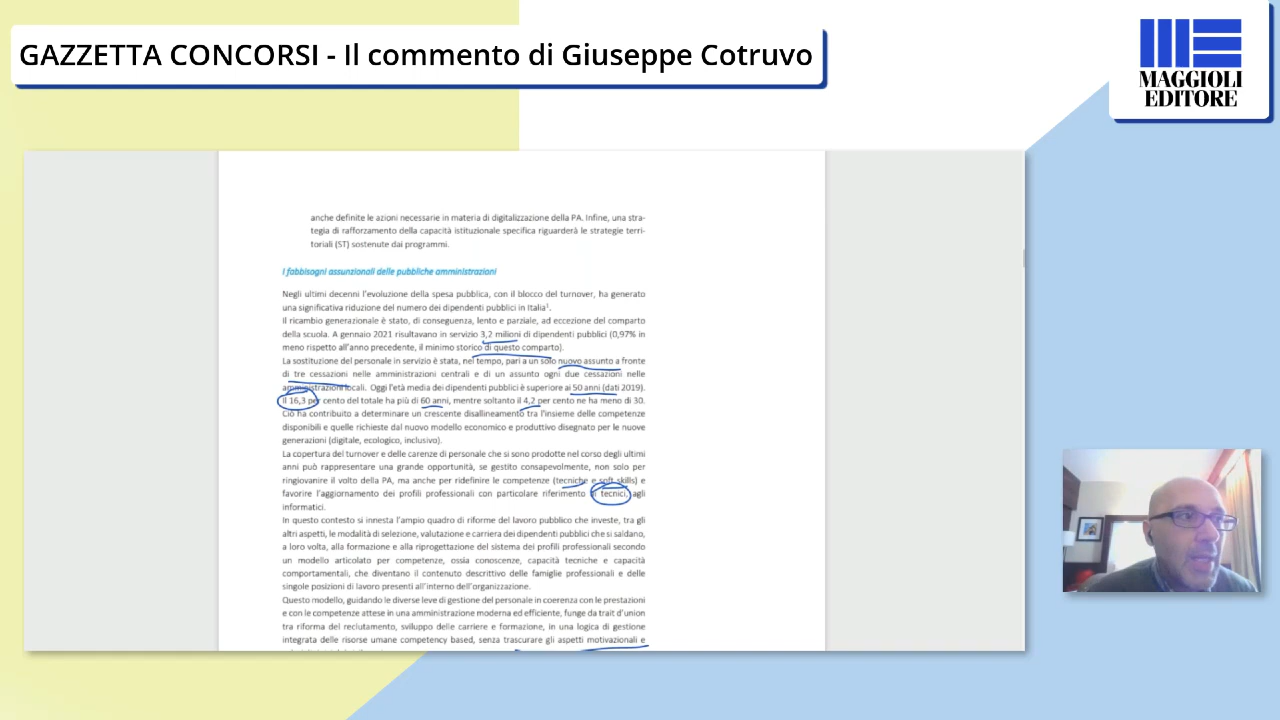 GAZZETTA CONCORSI - Il commento di Giuseppe Cotruvo
MAGGIOLI
EDITORE
anche definite le azioni necessarie in materia di digitalizzazione della PA. Infine, una stra-
tegia di rafforzamento della capacità istituzionale specifica riguarderà le strategie terri-
toriali (ST) sostenute dai programmi.
I fabbisogni assunzionali delle pubbliche amministrazioni
Negli ultimi decenni l'evoluzione della spesa pubblica, con il blocco del turnover, ha generato
una significativa riduzione del numero dei dipendenti pubblici in Italia¹.
Il ricambio generazionale è stato, di conseguenza, lento e parziale, ad eccezione del comparto
della scuola. A gennaio 2021 risultavano in servizio 3,2 milioni di dipendenti pubblici (0,97% in
meno rispetto all'anno precedente, il minimo storico di questo comparto).
La sostituzione del personale in servizio è stata, nel tempo, pari a un solo nuovo assunto a fronte
di tre cessazioni nelle amministrazioni centrali e di un assunto ogni due cessazioni nelle
amministrazioni locali. Oggi l'età media dei dipendenti pubblici è superiore ai 50 anni (dati 2019).
Il 16,3 per cento del totale ha più di 60 anni, mentre soltanto il 4,2 per cento ne ha meno di 30.
Ciò ha contribuito a determinare un crescente disallineamento tra l'insieme delle competenze
disponibili e quelle richieste dal nuovo modello economico e produttivo disegnato per le nuove
generazioni (digitale, ecologico, inclusivo).
La copertura del turnover e delle carenze di personale che si sono prodotte nel corso degli ultimi
anni può rappresentare una grande opportunità, se gestito consapevolmente, non solo per
ringiovanire il volto della PA, ma anche per ridefinire le competenze (tecniche e soft skills) e
favorire l'aggiornamento dei profili professionali con particolare riferimento ai tecnici, agli
informatici.
In questo contesto si innesta l'ampio quadro di riforme del lavoro pubblico che investe, tra gli
altri aspetti, le modalità di selezione, valutazione e carriera dei dipendenti pubblici che si saldano,
a loro volta, alla formazione e alla riprogettazione del sistema dei profili professionali secondo
un modello articolato per competenze, ossia conoscenze, capacità tecniche e capacità
comportamentali, che diventano il contenuto descrittivo delle famiglie professionali e delle
singole posizioni di lavoro presenti all'interno dell'organizzazione.
Questo modello, guidando le diverse leve di gestione del personale in coerenza con le prestazioni
e con le competenze attese in una amministrazione moderna ed efficiente, funge da trait d'union
tra riforma del reclutamento, sviluppo delle carriere e formazione, in una logica di gestione
integrata delle risorse umane competency based, senza trascurare gli aspetti motivazionali e